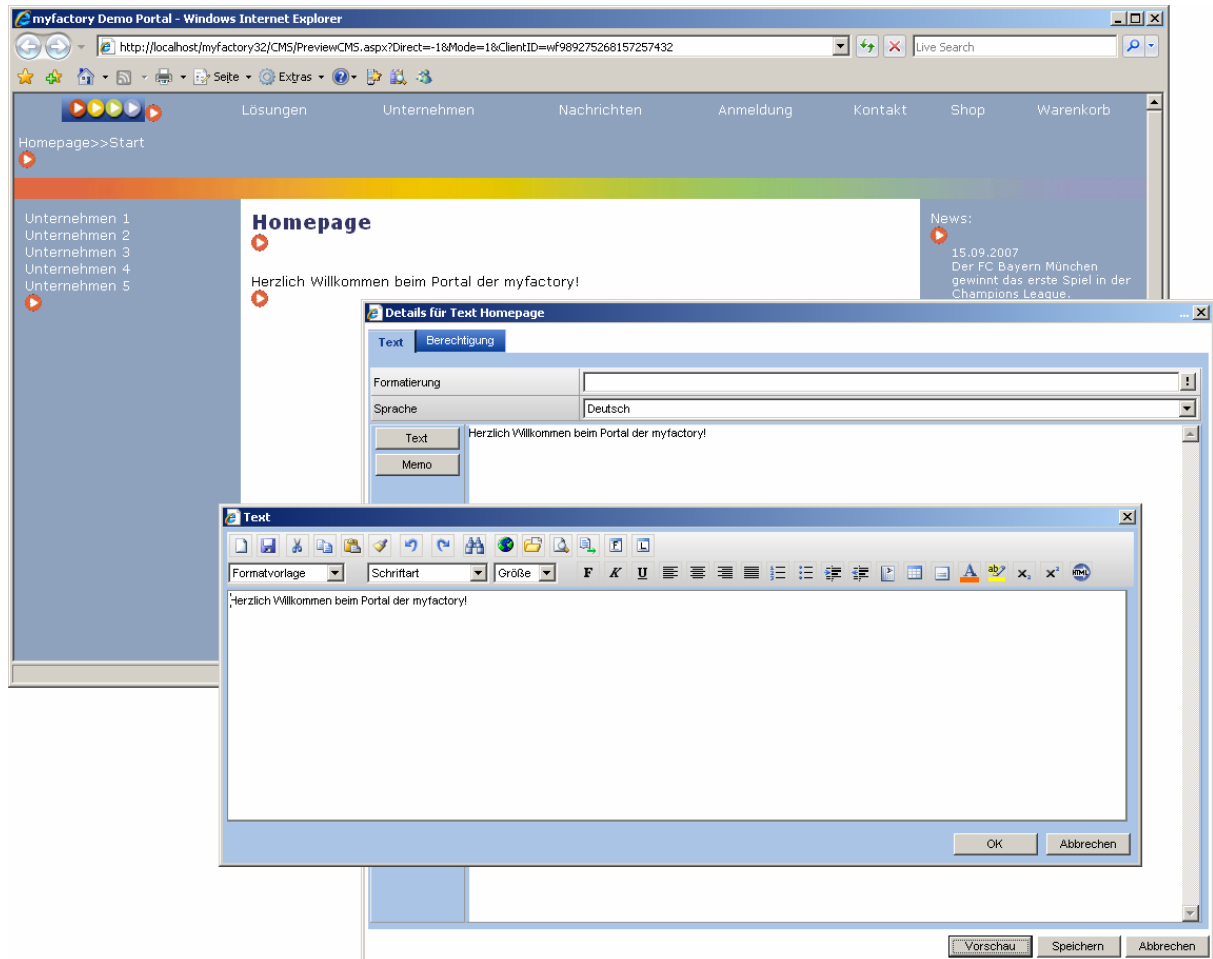 myfactory Demo Portal - Windows Internet Explorer
http://localhost/myfactory32/CMS/PreviewCMS.aspx?Direct=-1&Mode=1&ClientID=wf989275268157257432
Live Search
Seite Extras
Lösungen Unternehmen Nachrichten Anmeldung Kontakt Shop Warenkorb
Homepage>>Start
Unternehmen 1
Unternehmen 2
Unternehmen 3
Unternehmen 4
Unternehmen 5
Homepage
Herzlich Willkommen beim Portal der myfactory!
News:
15.09.2007
Der FC Bayern München
gewinnt das erste Spiel in der
Champions League.
Details für Text Homepage ...
Text Berechtigung
Formatierung !
Sprache Deutsch
Text
Memo
Herzlich Willkommen beim Portal der myfactory!
Text
F L
Formatvorlage Schriftart Größe F K U A ab x₂ x² HTML
Herzlich Willkommen beim Portal der myfactory!
OK Abbrechen
Vorschau Speichern Abbrechen